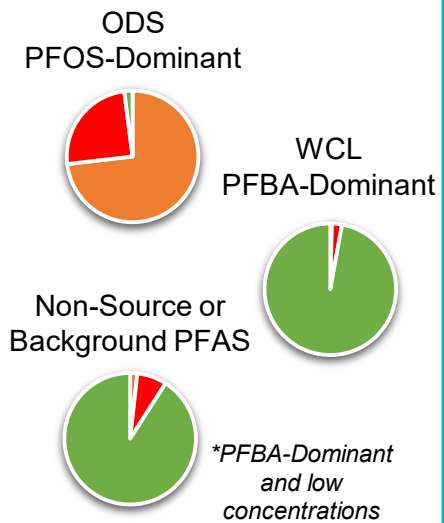 ODS
PFOS-Dominant
WCL
PFBA-Dominant
Non-Source or
Background PFAS
*PFBA-Dominant
and low
concentrations